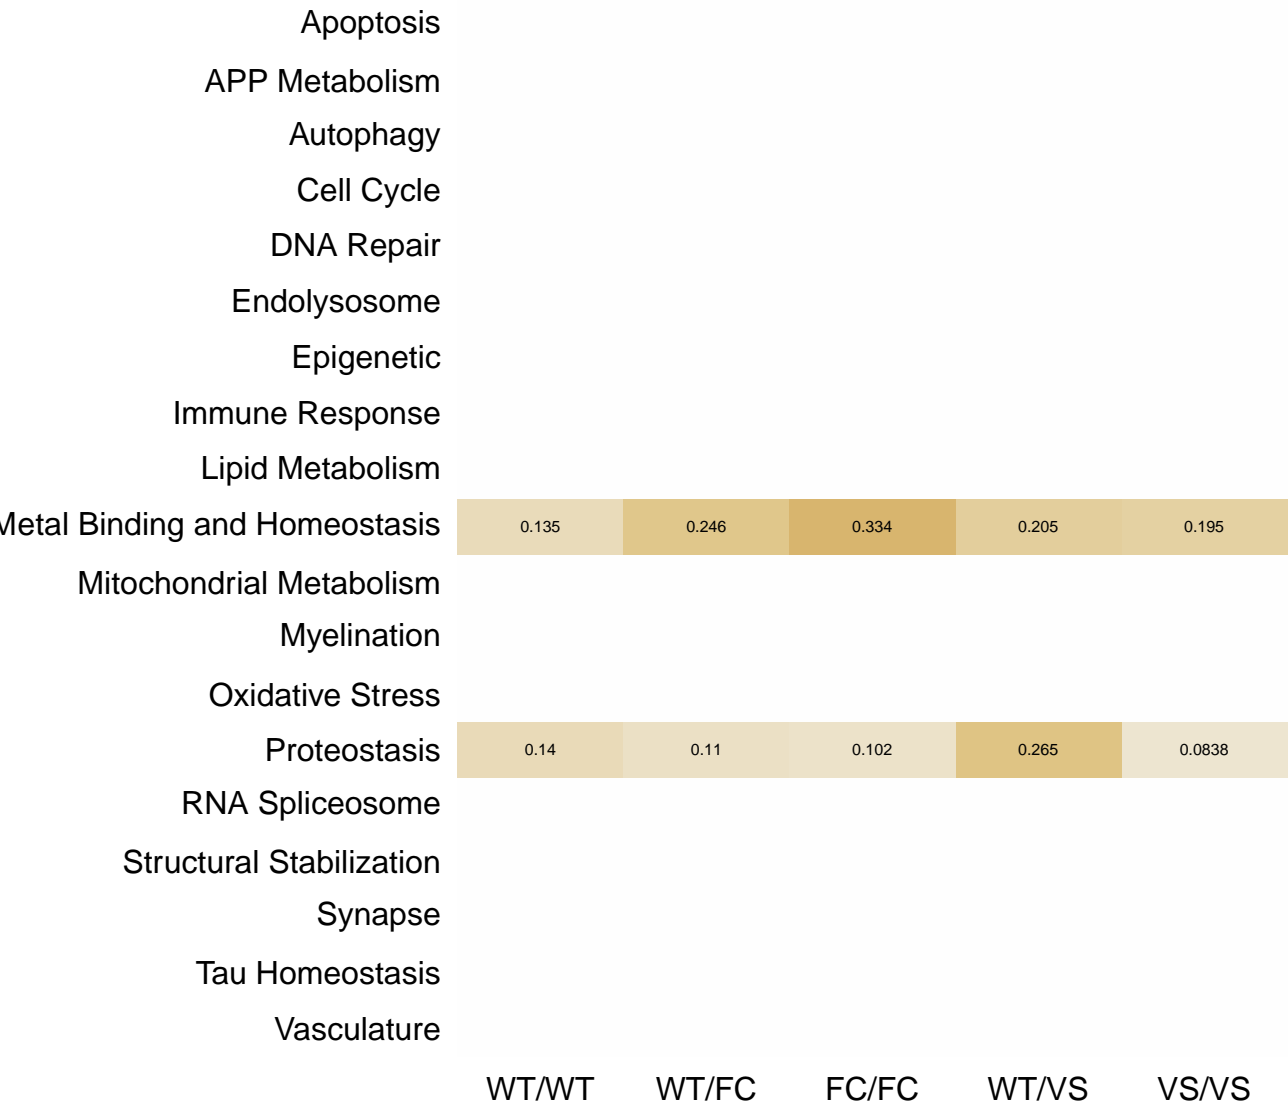 Apoptosis
APP Metabolism
Autophagy
Cell Cycle
DNA Repair
Endolysosome
Epigenetic
Immune Response
Lipid Metabolism
Metal Binding and Homeostasis 0.135 0.246 0.334 0.205 0.195
Mitochondrial Metabolism
Myelination
Oxidative Stress
Proteostasis 0.14 0.11 0.102 0.265 0.0838
RNA Spliceosome
Structural Stabilization
Synapse
Tau Homeostasis
Vasculature
WT/WT WT/FC FC/FC WT/VS VS/VS